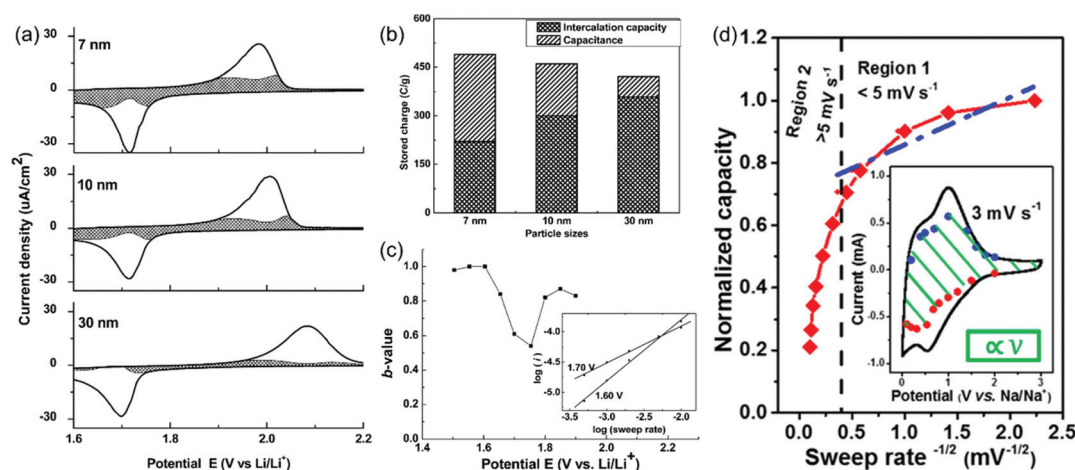 (a)
7 nm
10 nm
30 nm
30
0
-30
30
0
-30
30
0
-30
1.6
1.8
2.0
2.2
Current density (uA/cm²)
Potential E (V vs Li/Li⁺)
(b)
Intercalation capacity
Capacitance
600
450
300
150
0
7 nm
10 nm
30 nm
Stored charge (C/g)
Particle sizes
(c)
1.0
0.8
0.6
0.4
0.2
0.0
1.4
1.6
1.8
2.0
2.2
b-value
Potential E (V vs. Li/Li⁺)
-4.0
-4.5
-5.0
-3.5
-3.0
-2.5
-2.0
log ( i )
1.70 V
1.60 V
log (sweep rate)
(d)
Region 2
>5 mV s⁻¹
Region 1
< 5 mV s⁻¹
1.2
1.0
0.8
0.6
0.4
0.2
0.0
0.0
0.5
1.0
1.5
2.0
2.5
Normalized capacity
Sweep rate ⁻¹/² (mV⁻¹/²)
3 mV s⁻¹
1.0
0.5
0.0
-0.5
-1.0
0
1
2
3
Current (mA)
Potential (V vs. Na/Na⁺)
∝ ν